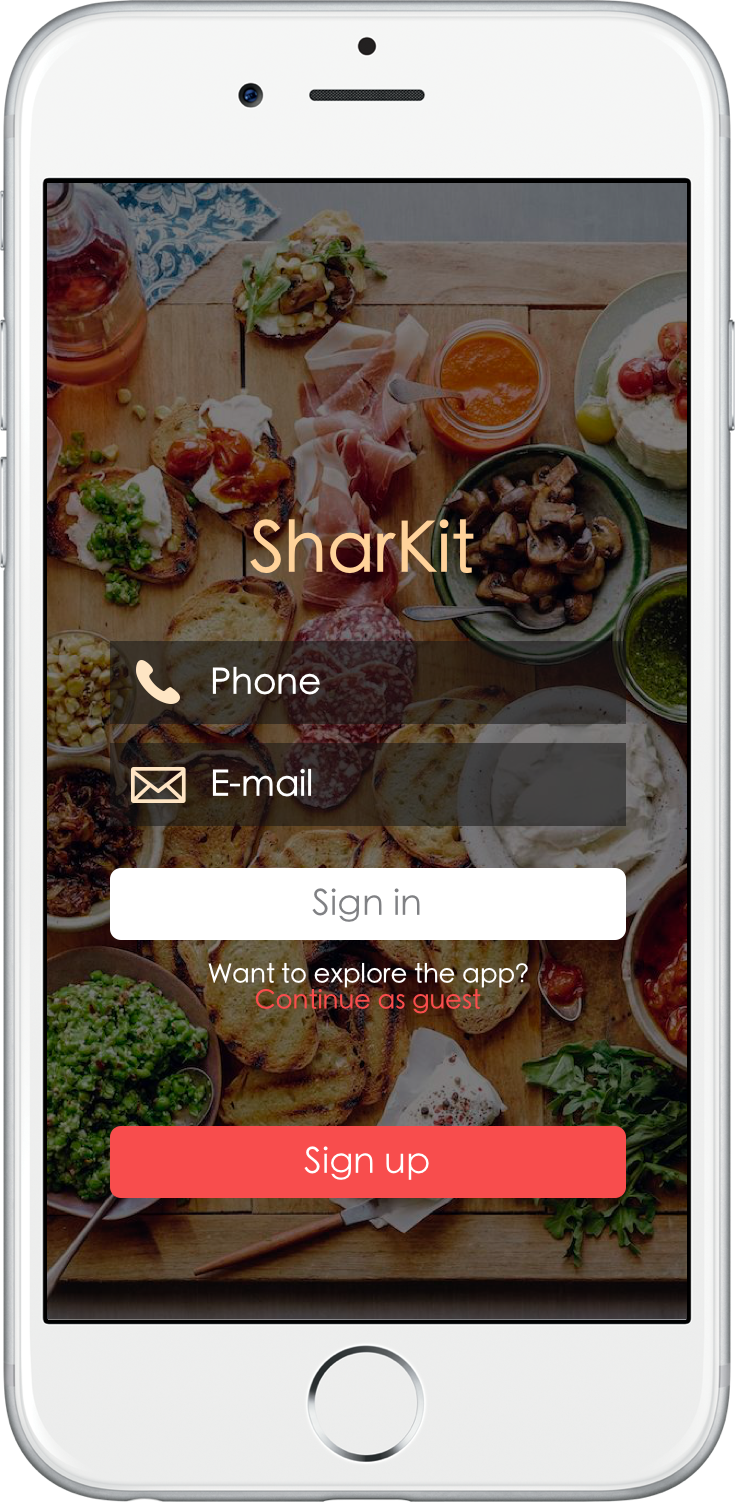 SharKit
Phone
E-mail
Sign in
Want to explore the app?
Continue as guest
Sign up